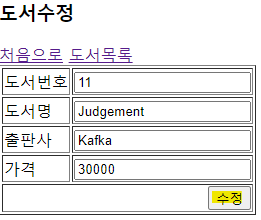 도서수정
처음으로 도서목록
도서번호 11
도서명 Judgement
출판사 Kafka
가격 30000
수정